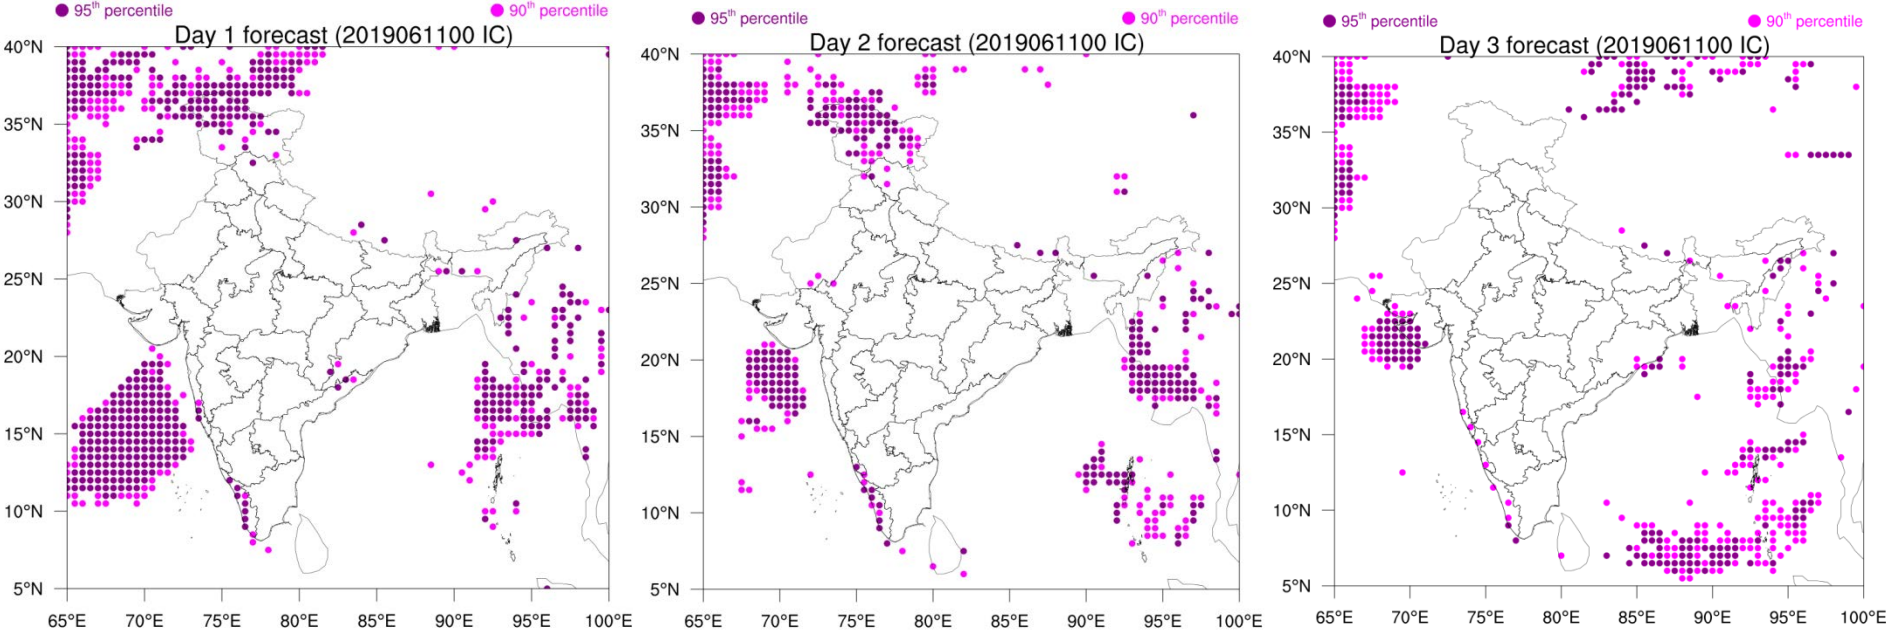 95th percentile 90th percentile
Day 1 forecast (2019061100 IC)
40°N
35°N
30°N
25°N
20°N
15°N
10°N
5°N
65°E 70°E 75°E 80°E 85°E 90°E 95°E 100°E
95th percentile 90th percentile
Day 2 forecast (2019061100 IC)
40°N
35°N
30°N
25°N
20°N
15°N
10°N
5°N
65°E 70°E 75°E 80°E 85°E 90°E 95°E 100°E
95th percentile 90th percentile
Day 3 forecast (2019061100 IC)
40°N
35°N
30°N
25°N
20°N
15°N
10°N
5°N
65°E 70°E 75°E 80°E 85°E 90°E 95°E 100°E